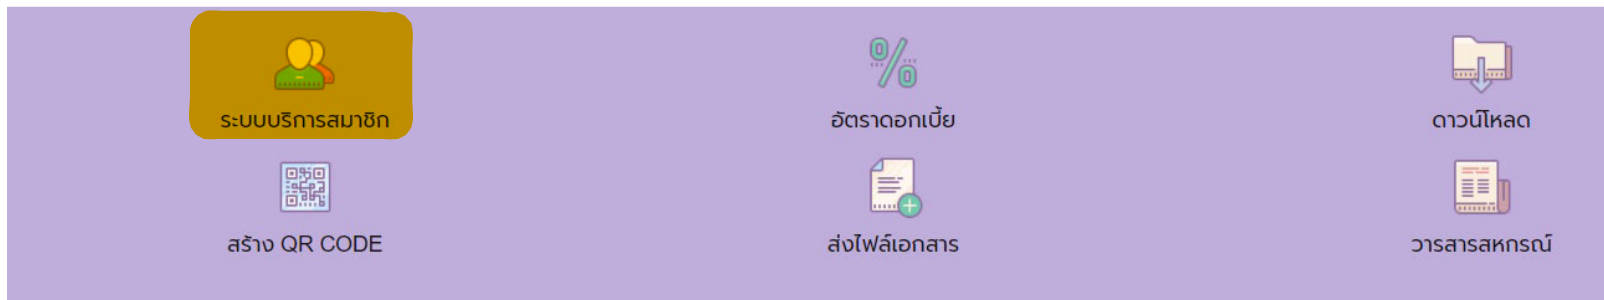 ระบบบริการสมาชิก
อัตราดอกเบี้ย
ดาวน์โหลด
สร้าง QR CODE
ส่งไฟล์เอกสาร
วารสารสหกรณ์